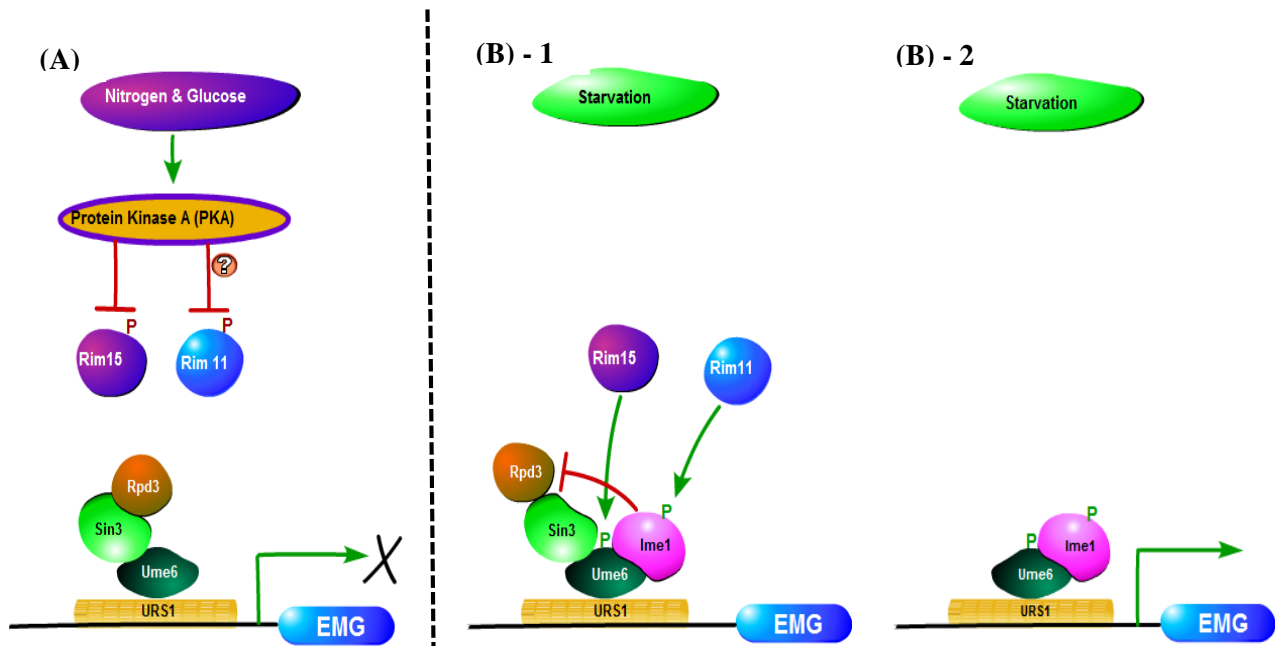 (A)
Nitrogen & Glucose
Protein Kinase A (PKA)
?
P
P
Rim15
Rim 11
Rpd3
Sin3
Ume6
URS1
X
EMG
(B) - 1
Starvation
Rim15
Rim11
Rpd3
Sin3
P
P
Ime1
Ume6
URS1
EMG
(B) - 2
Starvation
P
P
Ime1
Ume6
URS1
EMG